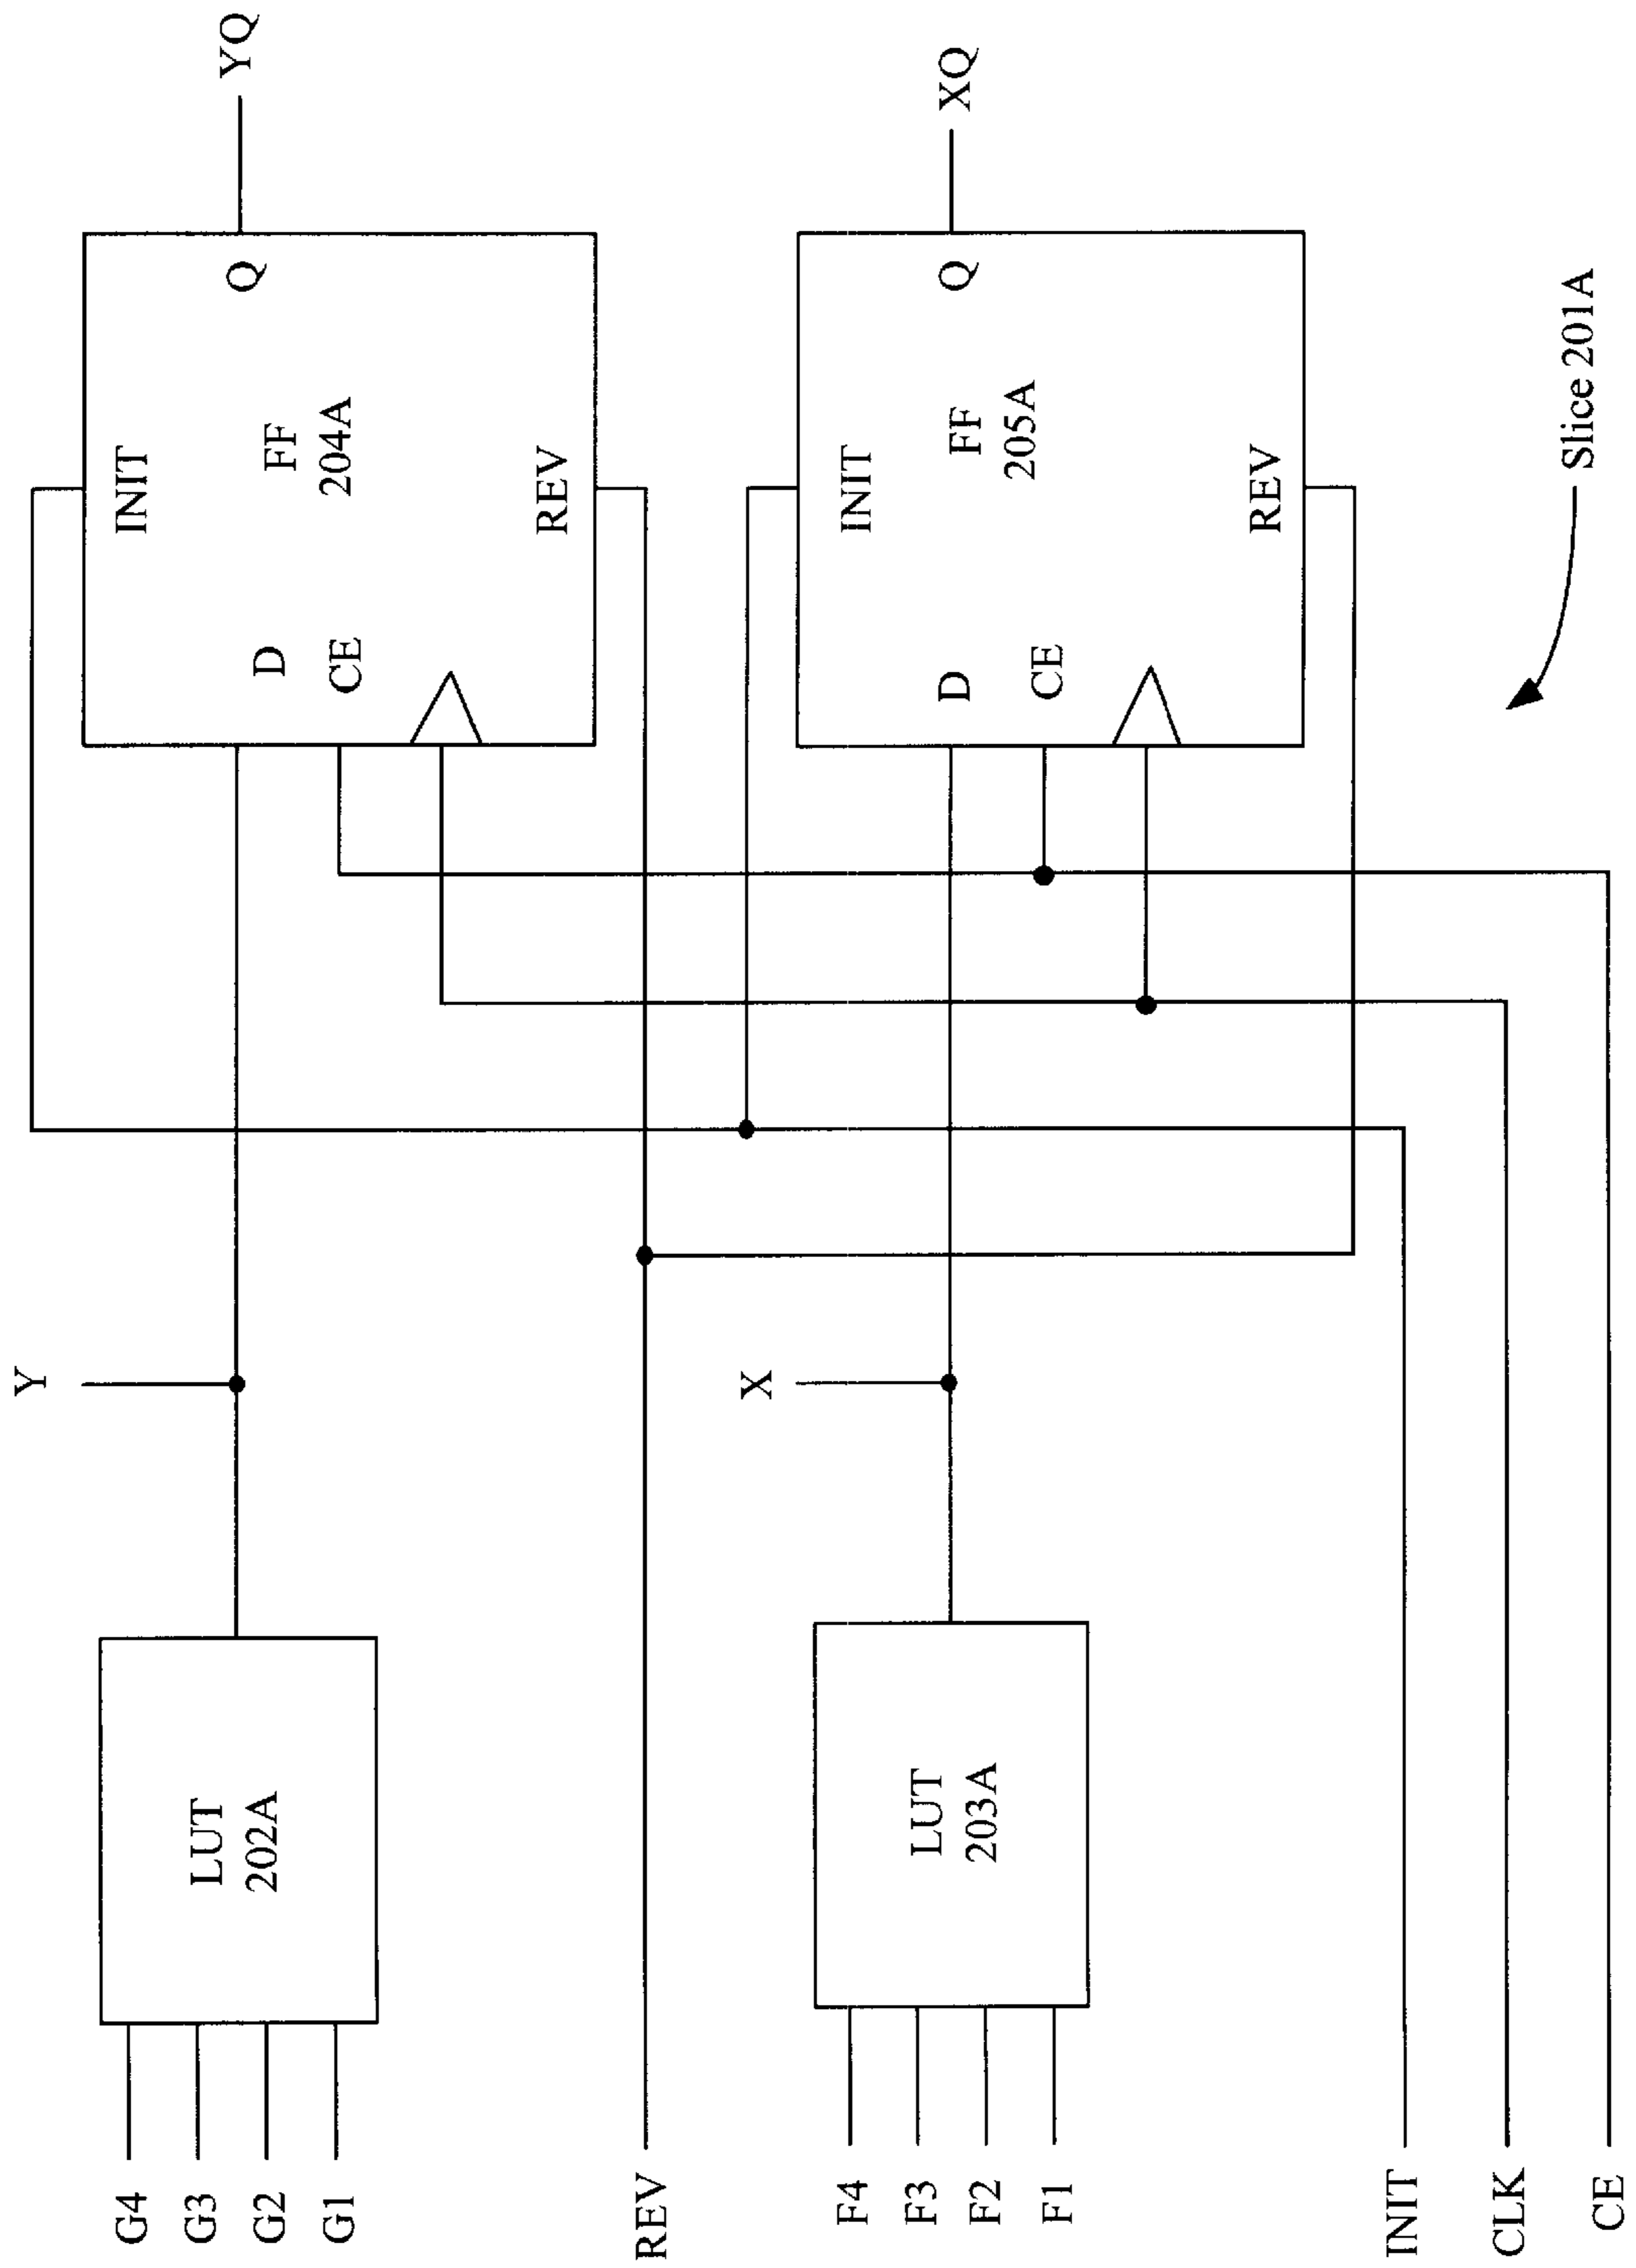 G4
G3
G2
G1
LUT
202A
Y
INIT
D
CE
FF
204A
Q
REV
YQ
REV
F4
F3
F2
F1
LUT
203A
X
INIT
D
CE
FF
205A
Q
REV
XQ
INIT
CLK
CE
Slice 201A